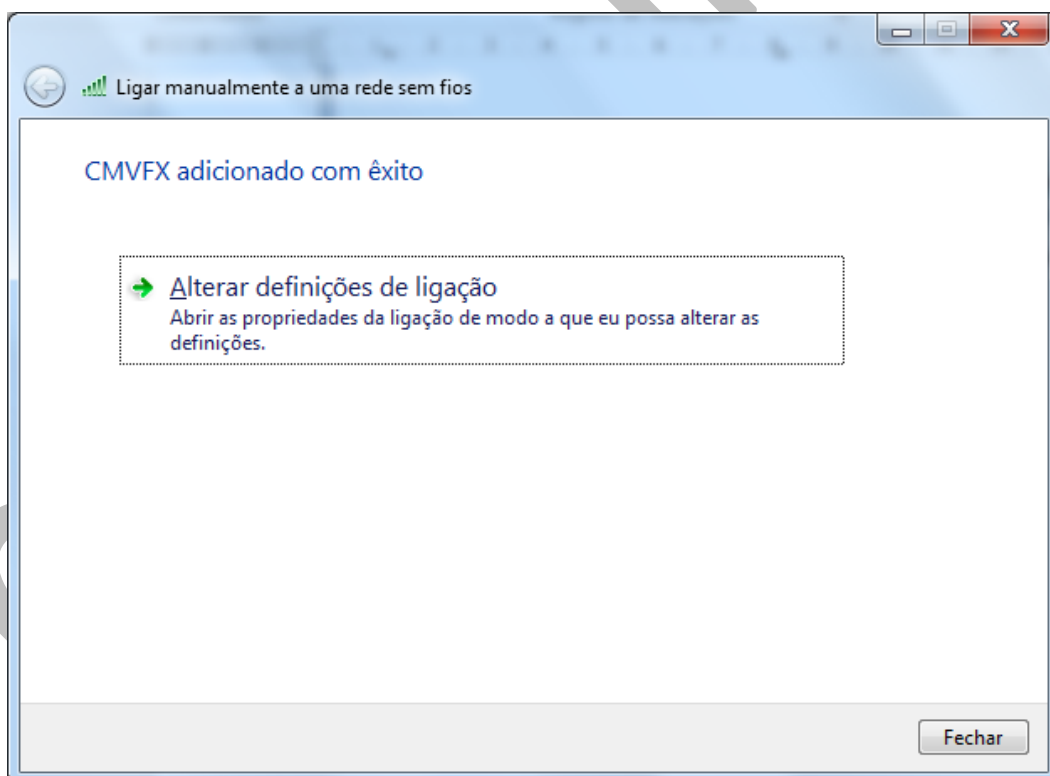 Ligar manualmente a uma rede sem fios
CMVFX adicionado com êxito
Alterar definições de ligação
Abrir as propriedades da ligação de modo a que eu possa alterar as
definições.
Fechar